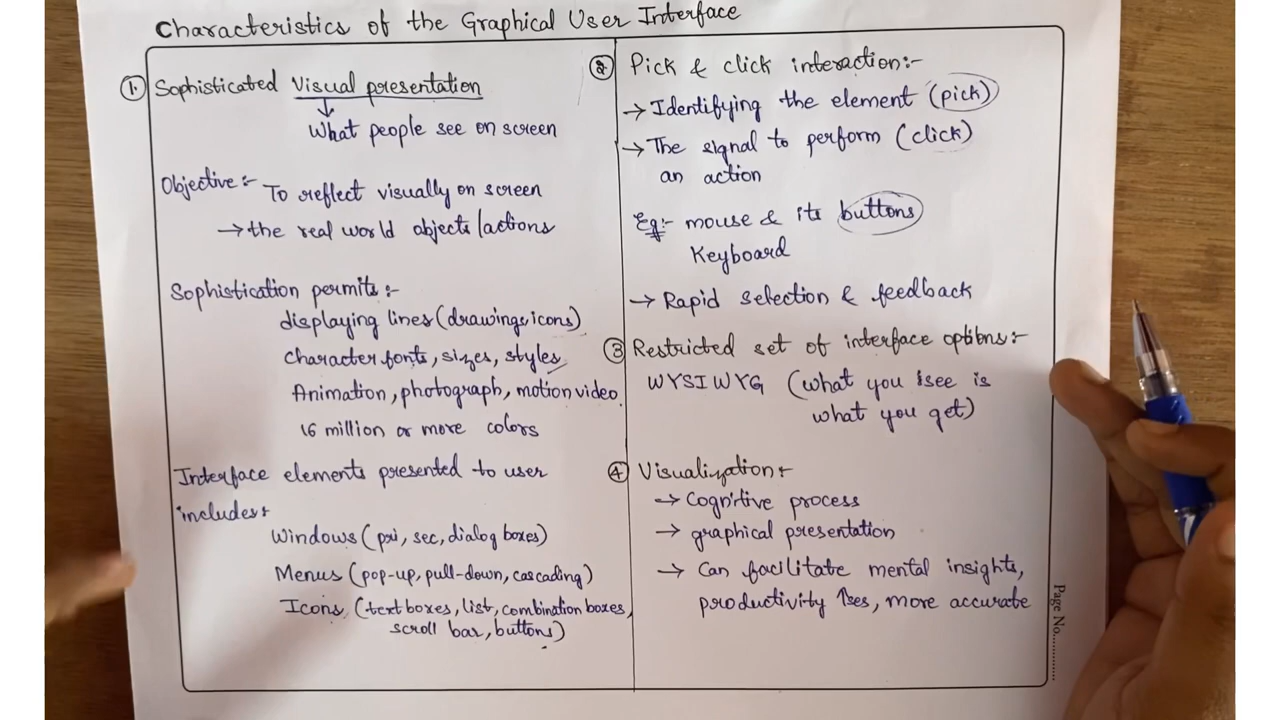 Characteristics of the Graphical User Interface
① Sophisticated Visual presentation
↓
What people see on screen
Objective:- To reflect visually on screen
→ the real world objects/actions
Sophistication permits:-
displaying lines (drawings icons)
character fonts, sizes, styles
Animation, photograph, motion video
16 million or more colors
Interface elements presented to user
includes:
Windows (pri, sec, dialog boxes)
Menus (pop-up, pull-down, cascading)
Icons (text boxes, list, combination boxes,
scroll bar, buttons)
② Pick & click interaction:-
→ Identifying the element (pick)
→ The signal to perform (click)
an action
Eg:- mouse & its buttons
Keyboard
→ Rapid selection & feedback
③ Restricted set of interface options:-
WYSIWYG (what you see is
what you get)
④ Visualization:-
→ Cognitive process
→ graphical presentation
→ Can facilitate mental insights,
productivity ↑ses, more accurate
Page No............